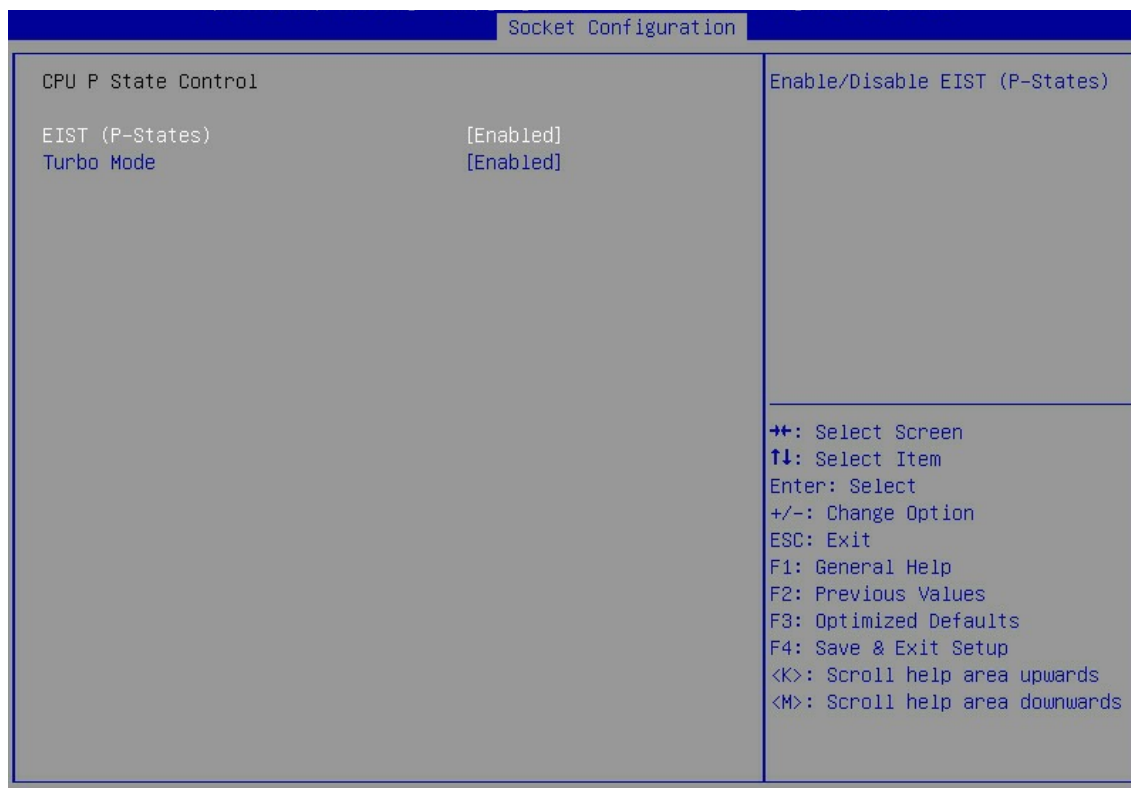 Socket Configuration
CPU P State Control
EIST (P-States) [Enabled]
Turbo Mode [Enabled]
Enable/Disable EIST (P-States)
→←: Select Screen
↑↓: Select Item
Enter: Select
+/-: Change Option
ESC: Exit
F1: General Help
F2: Previous Values
F3: Optimized Defaults
F4: Save & Exit Setup
<K>: Scroll help area upwards
<M>: Scroll help area downwards